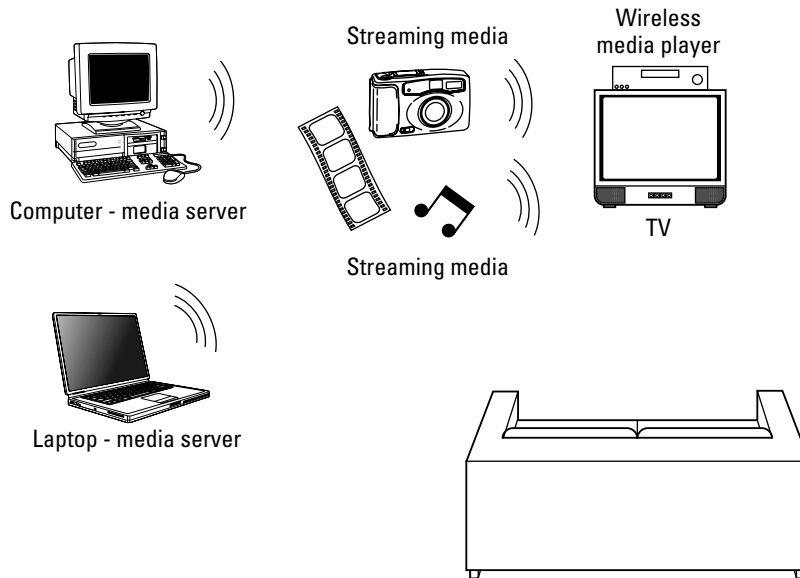 Streaming media
Wireless
media player
Computer - media server
TV
Streaming media
Laptop - media server